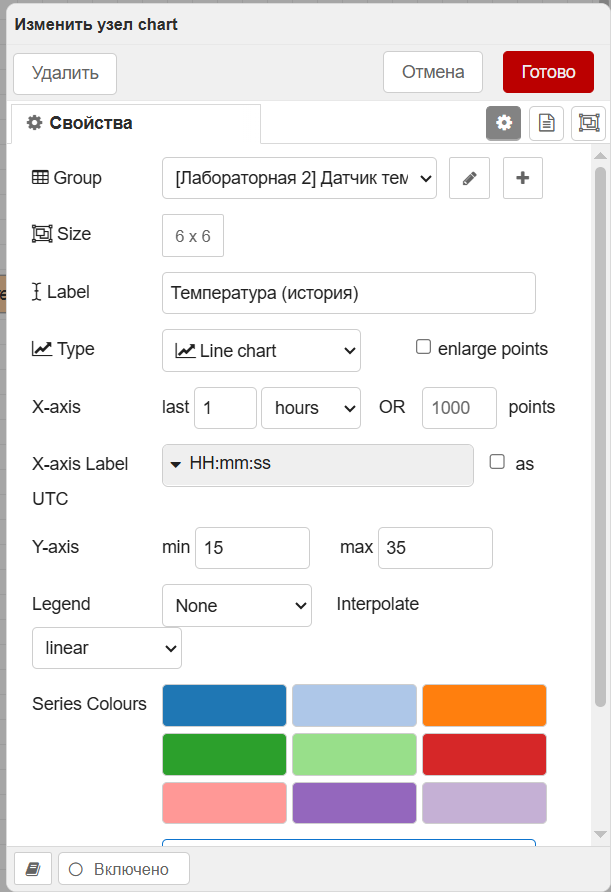 Изменить узел chart
Удалить Отмена Готово
Свойства
Group [Лабораторная 2] Датчик тем
Size 6 x 6
Label Температура (история)
Type Line chart enlarge points
X-axis last 1 hours OR 1000 points
X-axis Label HH:mm:ss as
UTC
Y-axis min 15 max 35
Legend None Interpolate
linear
Series Colours
Включено